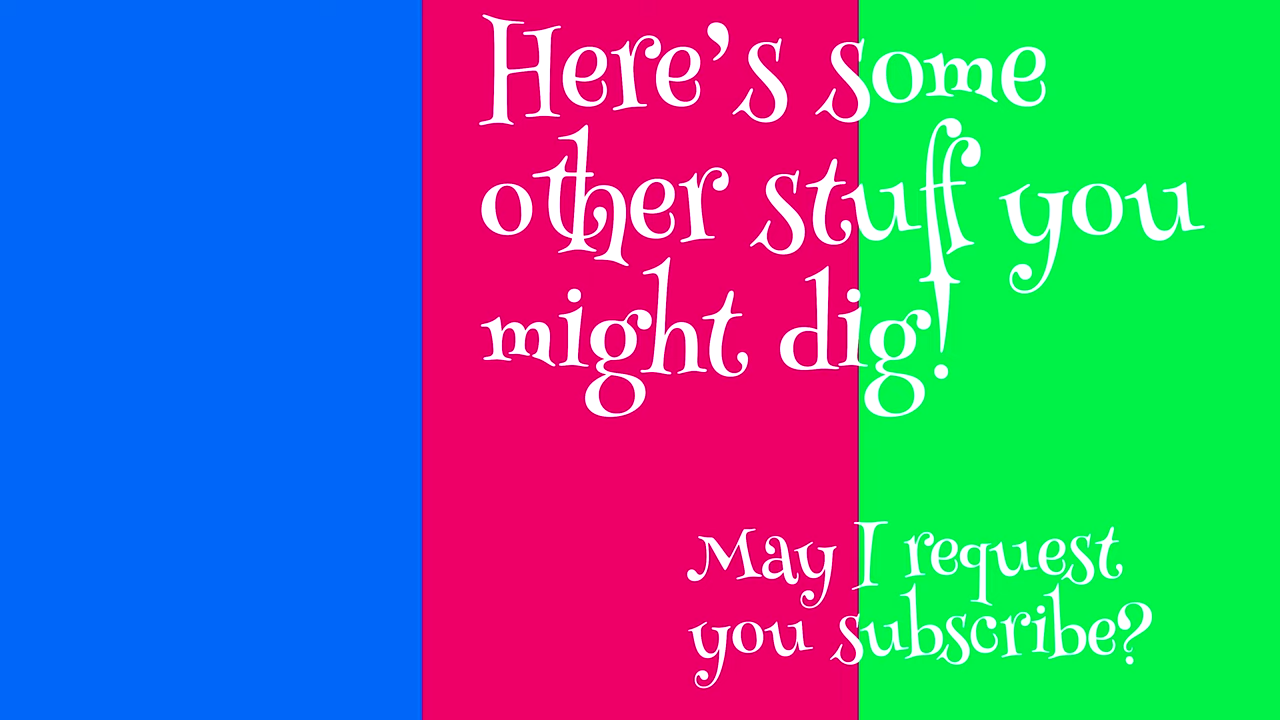 Here's some
other stuff you
might dig!
May I request
you subscribe?